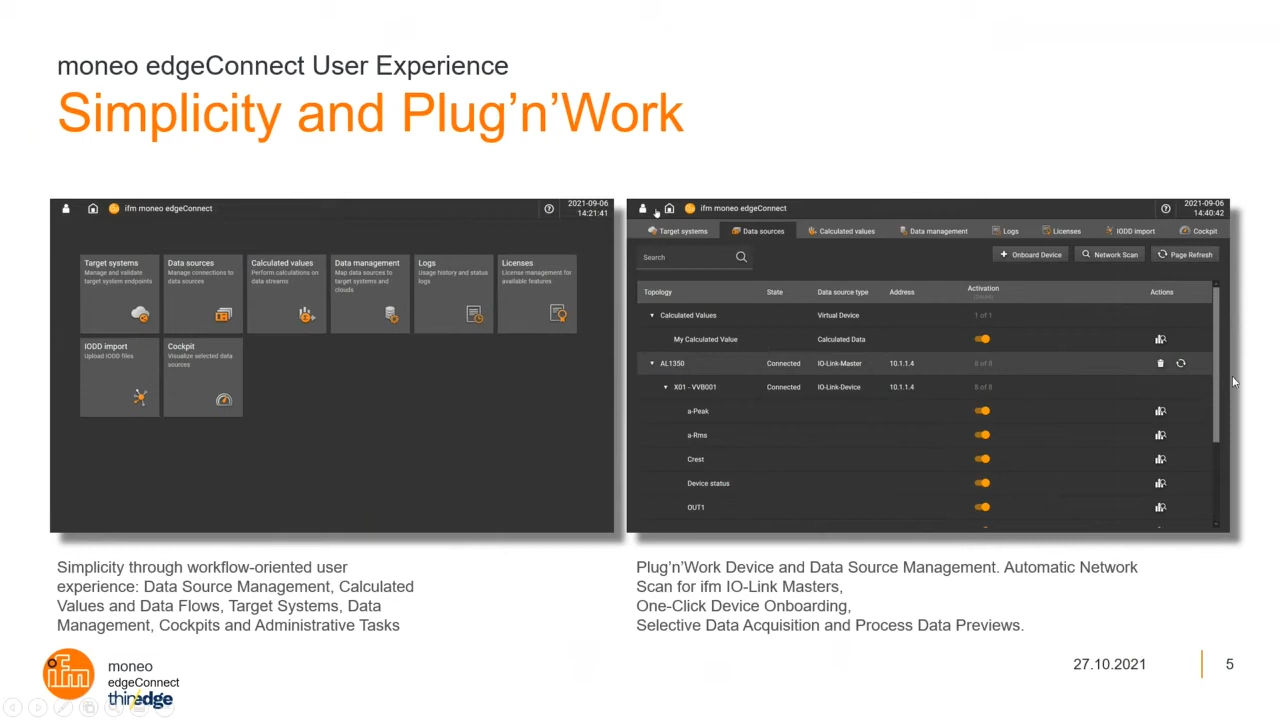 moneo edgeConnect User Experience
Simplicity and Plug’n’Work
ifm moneo edgeConnect
2021-09-06
14:21:41
Target systems
Manage and validate
target system endpoints
Data sources
Manage connections to
data sources
Calculated values
Perform calculations on
data streams
Data management
Map data sources to
target systems and
clouds
Logs
Usage history and status
logs
Licenses
License management for
available features
IODD import
Upload IODD files
Cockpit
Visualize selected data
sources
ifm moneo edgeConnect
2021-09-06
14:40:42
Target systems Data sources Calculated values Data management Logs Licenses IODD import Cockpit
Search
Onboard Device Network Scan Page Refresh
Topology State Data source type Address Activation Actions
Calculated Values Virtual Device 1 of 1
My Calculated Value Calculated Data
AL1350 Connected IO-Link-Master 10.1.1.4 8 of 8
X01 - VVB001 Connected IO-Link-Device 10.1.1.4 8 of 8
a-Peak
a-Rms
Crest
Device status
OUT1
Simplicity through workflow-oriented user
experience: Data Source Management, Calculated
Values and Data Flows, Target Systems, Data
Management, Cockpits and Administrative Tasks
Plug’n’Work Device and Data Source Management. Automatic Network
Scan for ifm IO-Link Masters,
One-Click Device Onboarding,
Selective Data Acquisition and Process Data Previews.
ifm
moneo
edgeConnect
thin/edge
27.10.2021
5